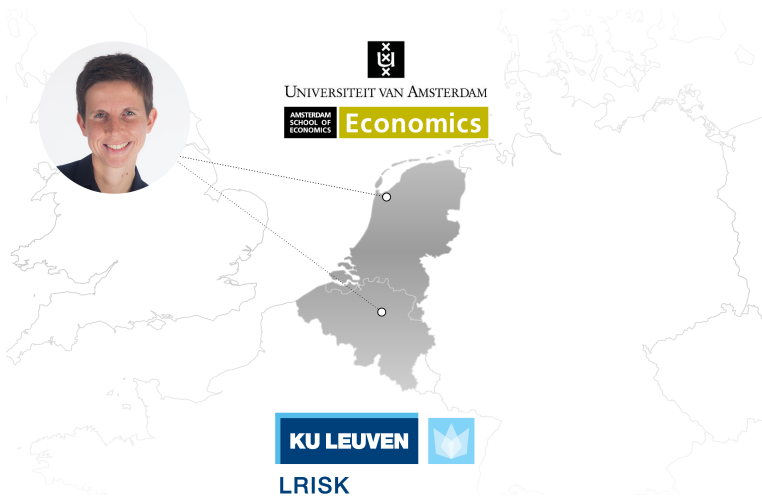 UNIVERSITEIT VAN AMSTERDAM
AMSTERDAM
SCHOOL OF
ECONOMICS
Economics
KU LEUVEN
LRISK